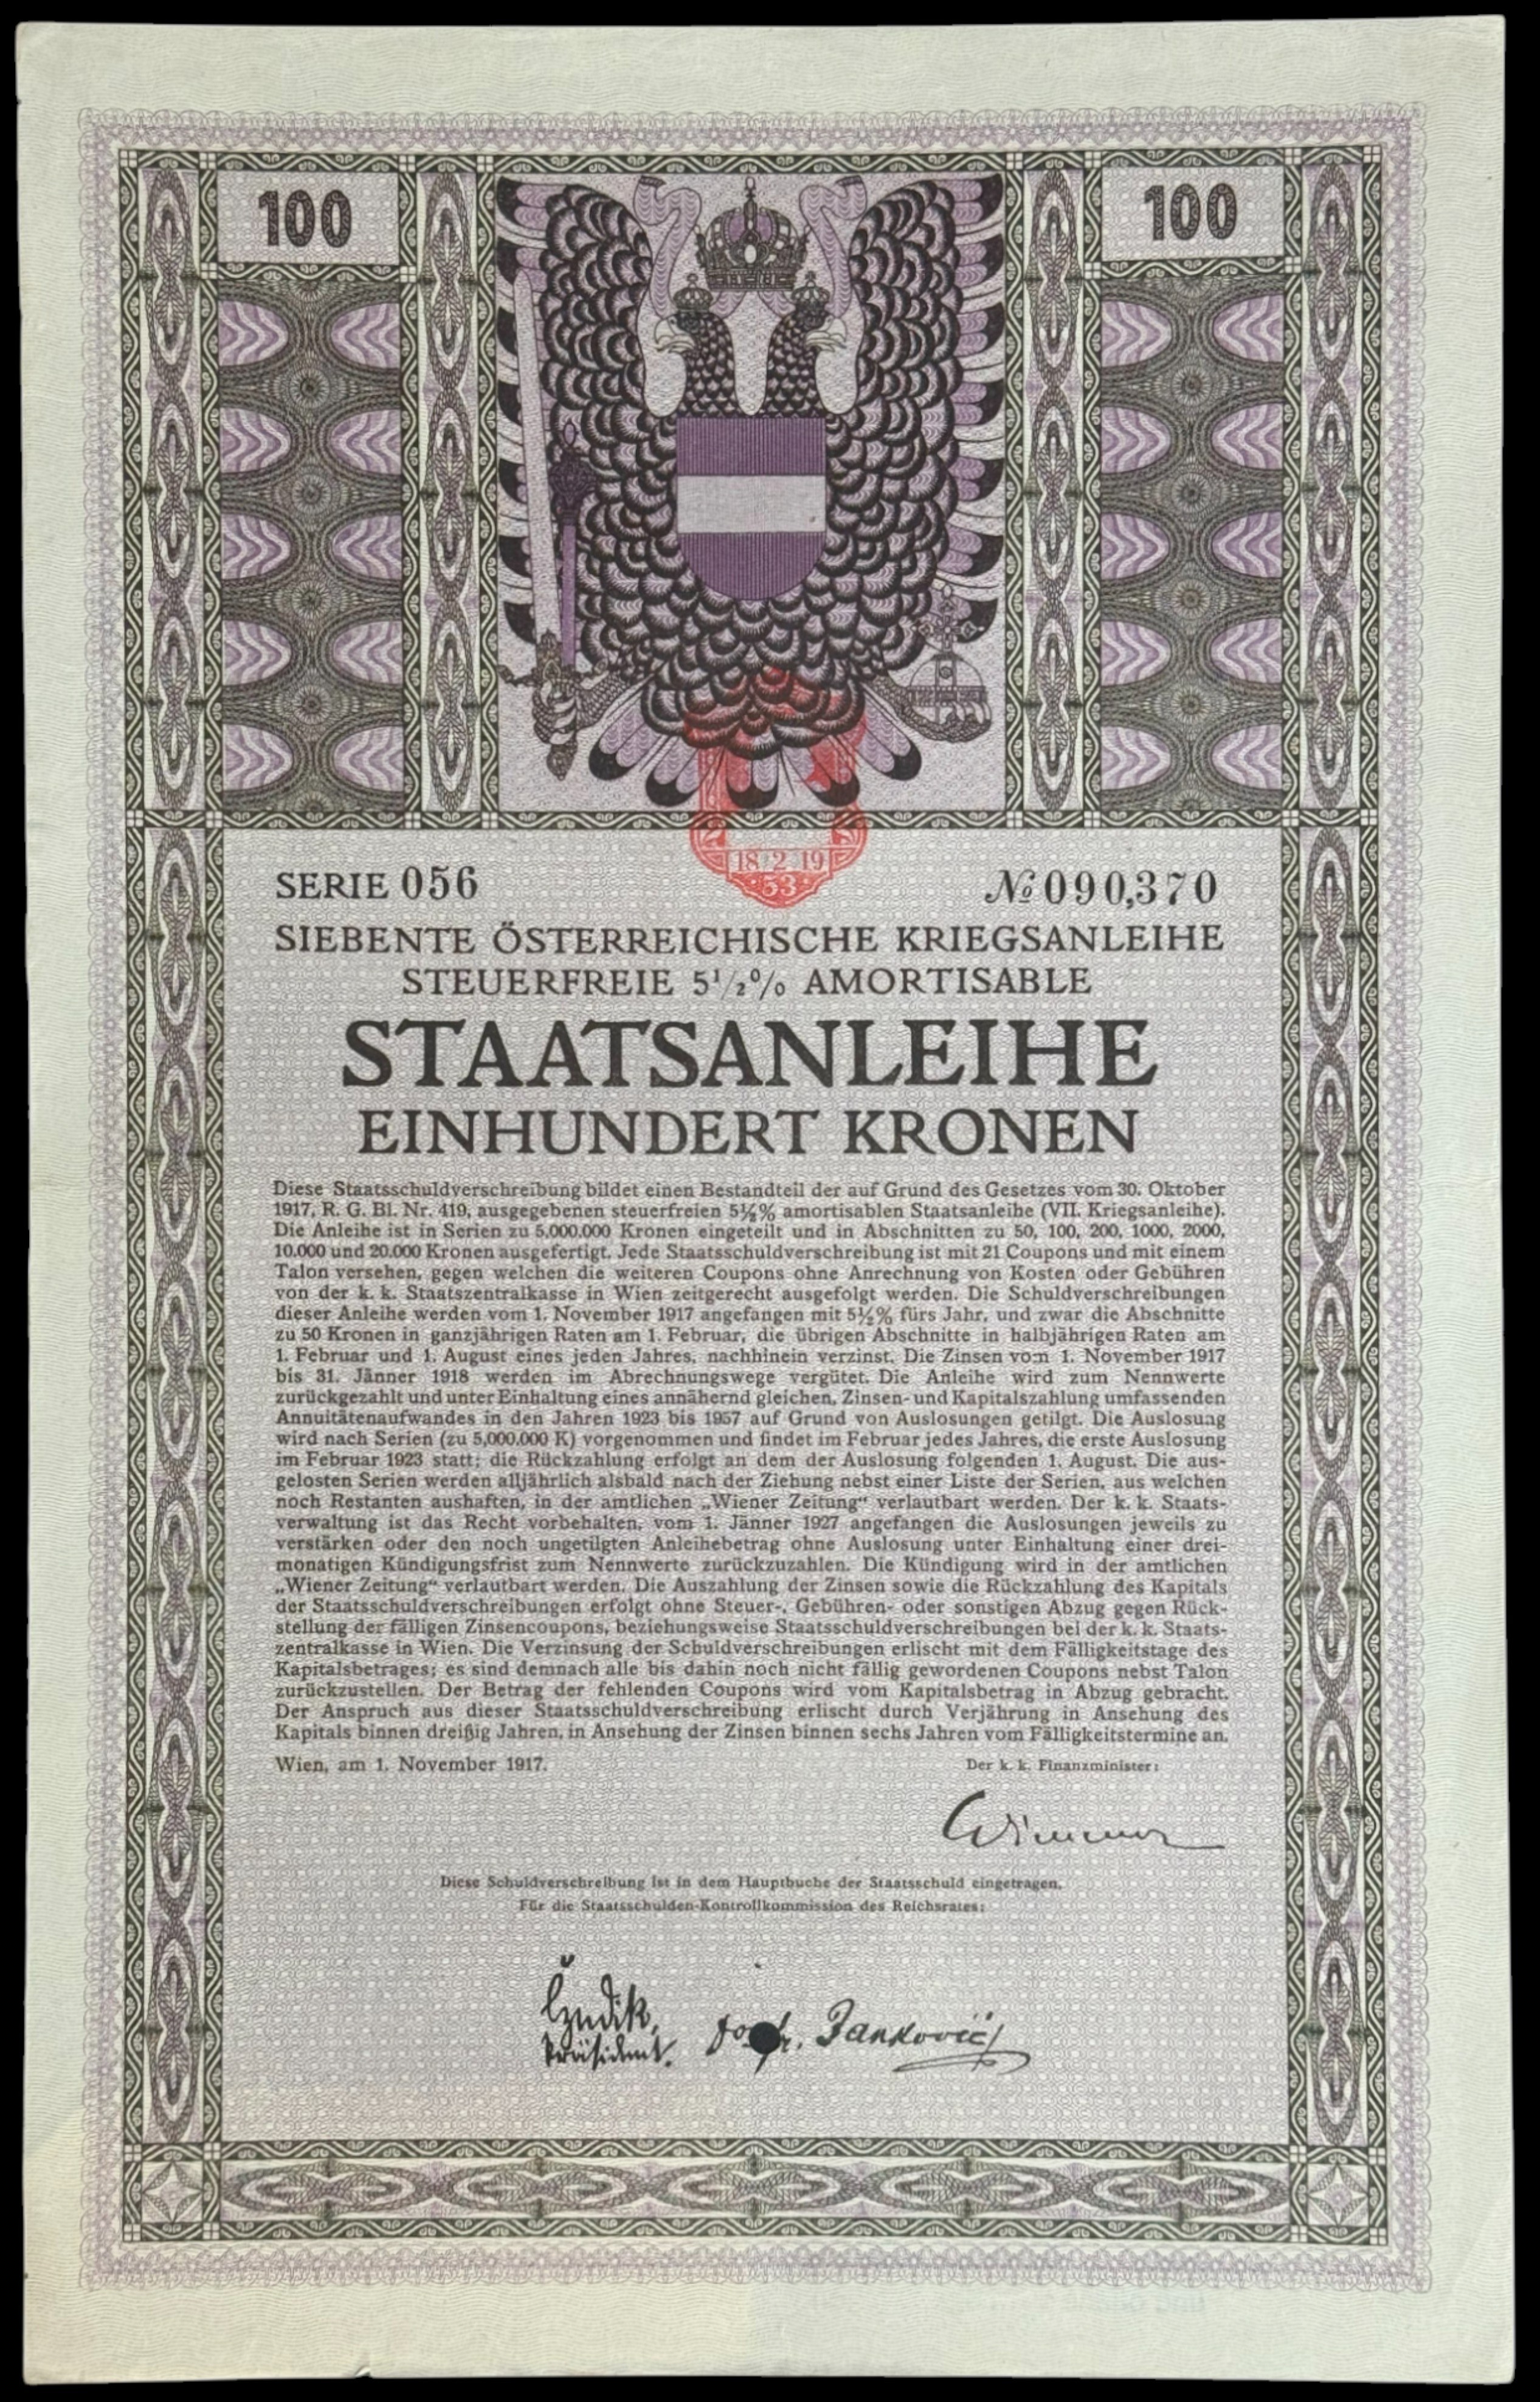 100
100
18 2 19
53
SERIE 056
№ 090,370
SIEBENTE ÖSTERREICHISCHE KRIEGSANLEIHE
STEUERFREIE 5½% AMORTISABLE
STAATSANLEIHE
EINHUNDERT KRONEN
Diese Staatsschuldverschreibung bildet einen Bestandteil der auf Grund des Gesetzes vom 30. Oktober
1917, R. G. Bl. Nr. 419, ausgegebenen steuerfreien 5½% amortisablen Staatsanleihe (VII. Kriegsanleihe).
Die Anleihe ist in Serien zu 5,000.000 Kronen eingeteilt und in Abschnitten zu 50, 100, 200, 1000, 2000,
10.000 und 20.000 Kronen ausgefertigt. Jede Staatsschuldverschreibung ist mit 21 Coupons und mit einem
Talon versehen, gegen welchen die weiteren Coupons ohne Anrechnung von Kosten oder Gebühren
von der k. k. Staatszentralkasse in Wien zeitgerecht ausgefolgt werden. Die Schuldverschreibungen
dieser Anleihe werden vom 1. November 1917 angefangen mit 5½% fürs Jahr, und zwar die Abschnitte
zu 50 Kronen in ganzjährigen Raten am 1. Februar, die übrigen Abschnitte in halbjährigen Raten am
1. Februar und 1. August eines jeden Jahres, nachhinein verzinst. Die Zinsen vom 1. November 1917
bis 31. Jänner 1918 werden im Abrechnungswege vergütet. Die Anleihe wird zum Nennwerte
zurückgezahlt und unter Einhaltung eines annähernd gleichen, Zinsen- und Kapitalszahlung umfassenden
Annuitätenaufwandes in den Jahren 1923 bis 1957 auf Grund von Auslosungen getilgt. Die Auslosung
wird nach Serien (zu 5,000.000 K) vorgenommen und findet im Februar jedes Jahres, die erste Auslosung
im Februar 1923 statt; die Rückzahlung erfolgt an dem der Auslosung folgenden 1. August. Die aus-
gelosten Serien werden alljährlich alsbald nach der Ziehung nebst einer Liste der Serien, aus welchen
noch Restanten aushaften, in der amtlichen „Wiener Zeitung“ verlautbart werden. Der k. k. Staats-
verwaltung ist das Recht vorbehalten, vom 1. Jänner 1927 angefangen die Auslosungen jeweils zu
verstärken oder den noch ungetilgten Anleihebetrag ohne Auslosung unter Einhaltung einer drei-
monatigen Kündigungsfrist zum Nennwerte zurückzuzahlen. Die Kündigung wird in der amtlichen
„Wiener Zeitung“ verlautbart werden. Die Auszahlung der Zinsen sowie die Rückzahlung des Kapitals
der Staatsschuldverschreibungen erfolgt ohne Steuer-, Gebühren- oder sonstigen Abzug gegen Rück-
stellung der fälligen Zinsencoupons, beziehungsweise Staatsschuldverschreibungen bei der k. k. Staats-
zentralkasse in Wien. Die Verzinsung der Schuldverschreibungen erlischt mit dem Fälligkeitstage des
Kapitalsbetrages; es sind demnach alle bis dahin noch nicht fällig gewordenen Coupons nebst Talon
zurückzustellen. Der Betrag der fehlenden Coupons wird vom Kapitalsbetrag in Abzug gebracht.
Der Anspruch aus dieser Staatsschuldverschreibung erlischt durch Verjährung in Ansehung des
Kapitals binnen dreißig Jahren, in Ansehung der Zinsen binnen sechs Jahren vom Fälligkeitstermine an.
Wien, am 1. November 1917.
Der k. k. Finanzminister:
Wimmer
Diese Schuldverschreibung ist in dem Hauptbuche der Staatsschuld eingetragen.
Für die Staatsschulden-Kontrollkommission des Reichsrates:
Czedik,
Präsident.
Janković